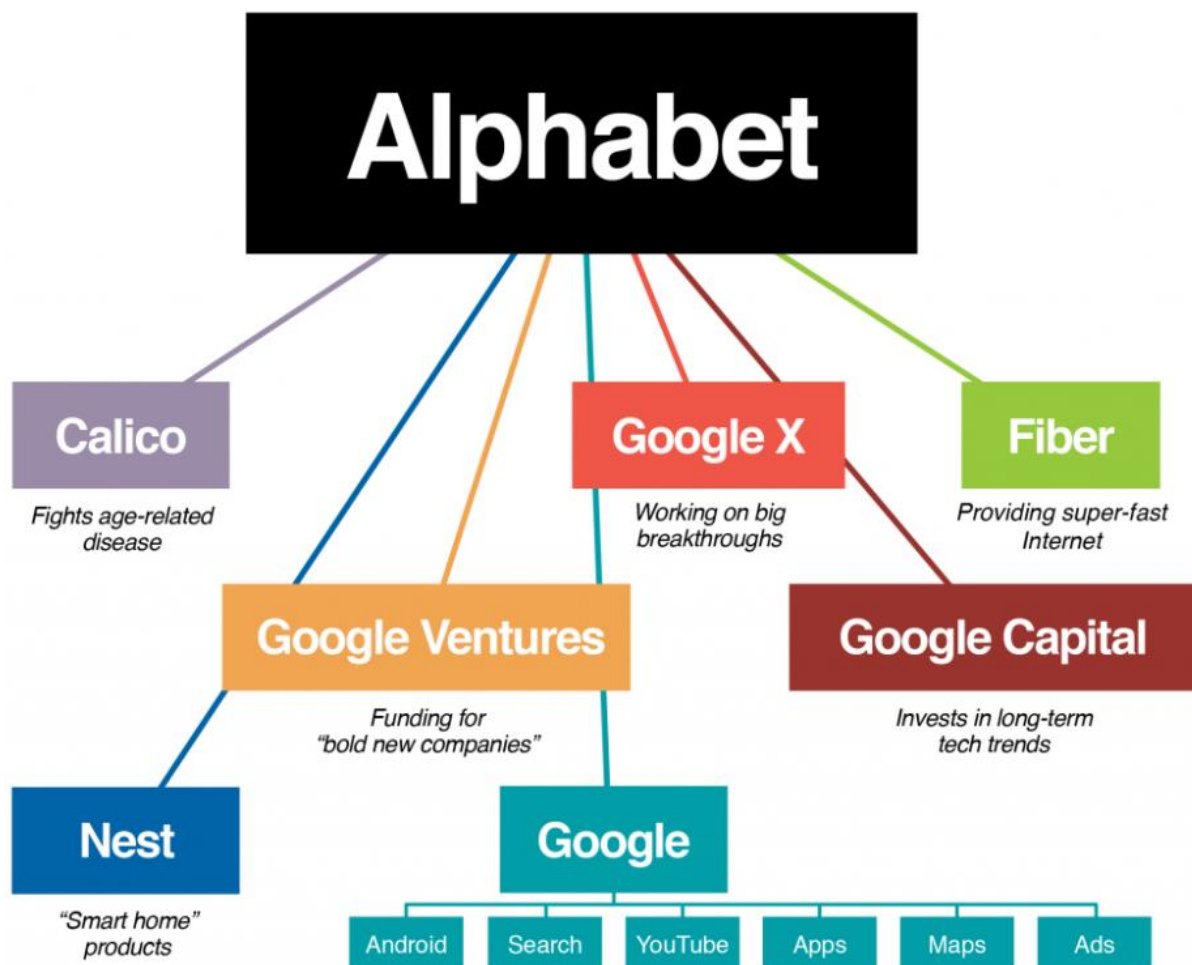 Alphabet
Calico
Fights age-related
disease
Google X
Working on big
breakthroughs
Fiber
Providing super-fast
Internet
Google Ventures
Funding for
“bold new companies”
Google Capital
Invests in long-term
tech trends
Nest
“Smart home”
products
Google
Android
Search
YouTube
Apps
Maps
Ads